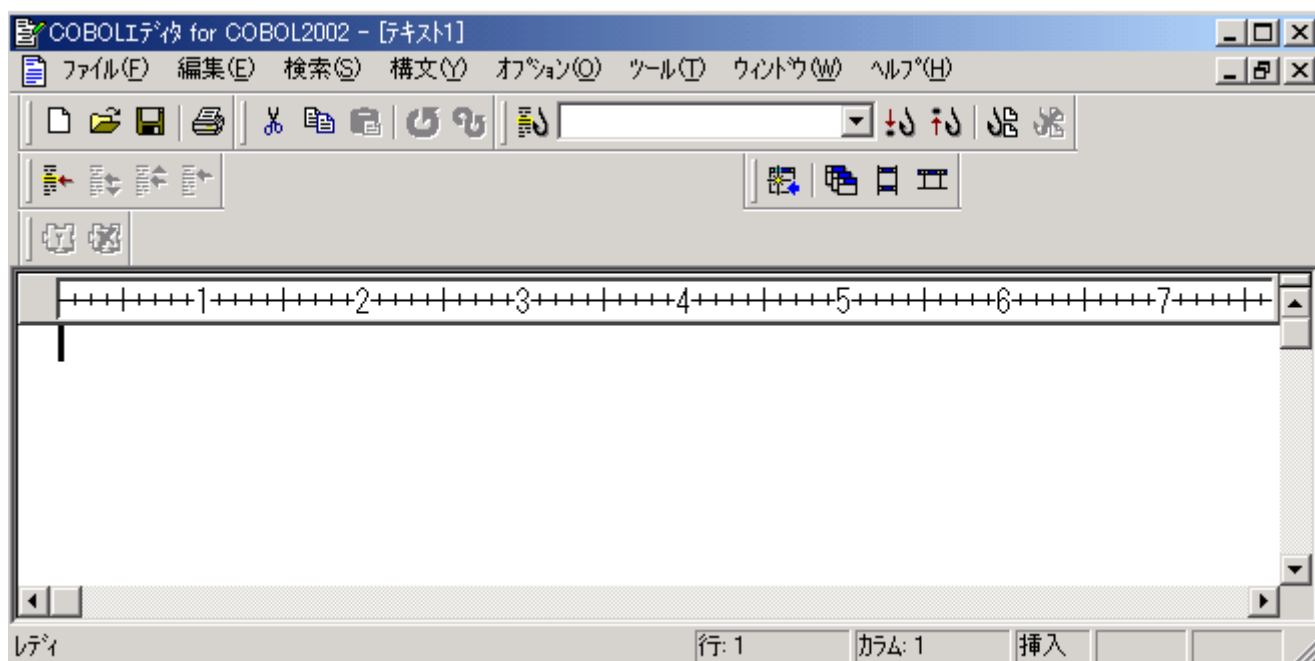 COBOLｴﾃﾞｨﾀ for COBOL2002 - [ﾃｷｽﾄ1]
ﾌｧｲﾙ(F) 編集(E) 検索(S) 構文(Y) ｵﾌﾟｼｮﾝ(O) ﾂｰﾙ(T) ｳｨﾝﾄﾞｳ(W) ﾍﾙﾌﾟ(H)
1 2 3 4 5 6 7
ﾚﾃﾞｨ 行: 1 ｶﾗﾑ: 1 挿入